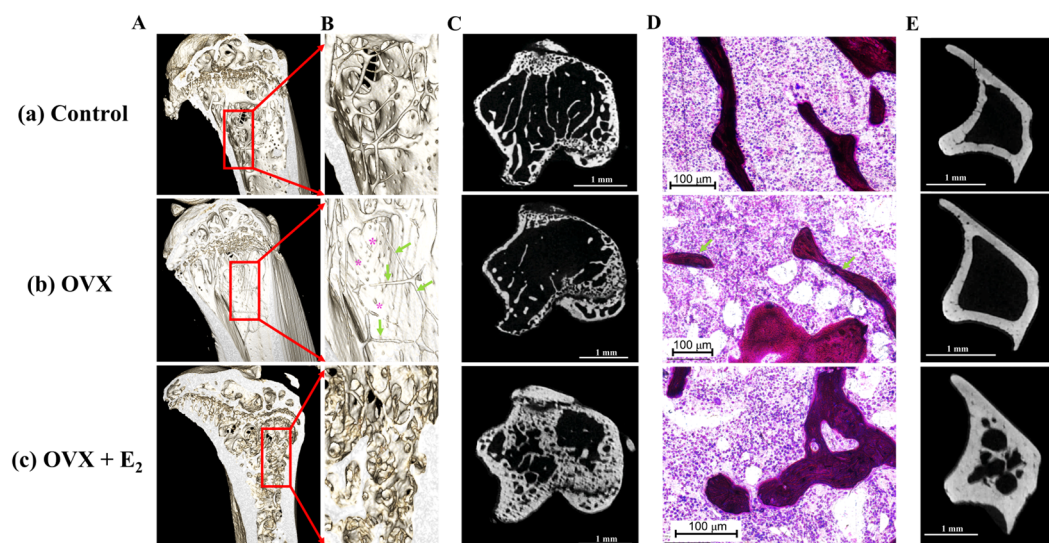 A B C D E
(a) Control
1 mm
100 μm
1 mm
(b) OVX
* * *
1 mm
100 μm
1 mm
(c) OVX + E₂
1 mm
100 μm
1 mm